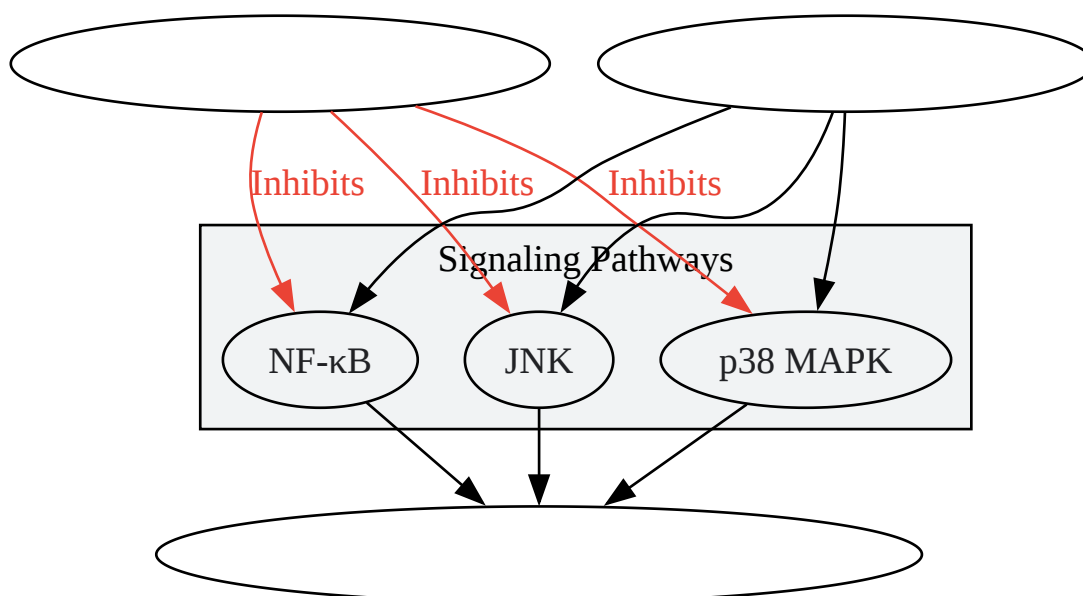 Inhibits
Inhibits
Inhibits
Signaling Pathways
NF-κB
JNK
p38 MAPK